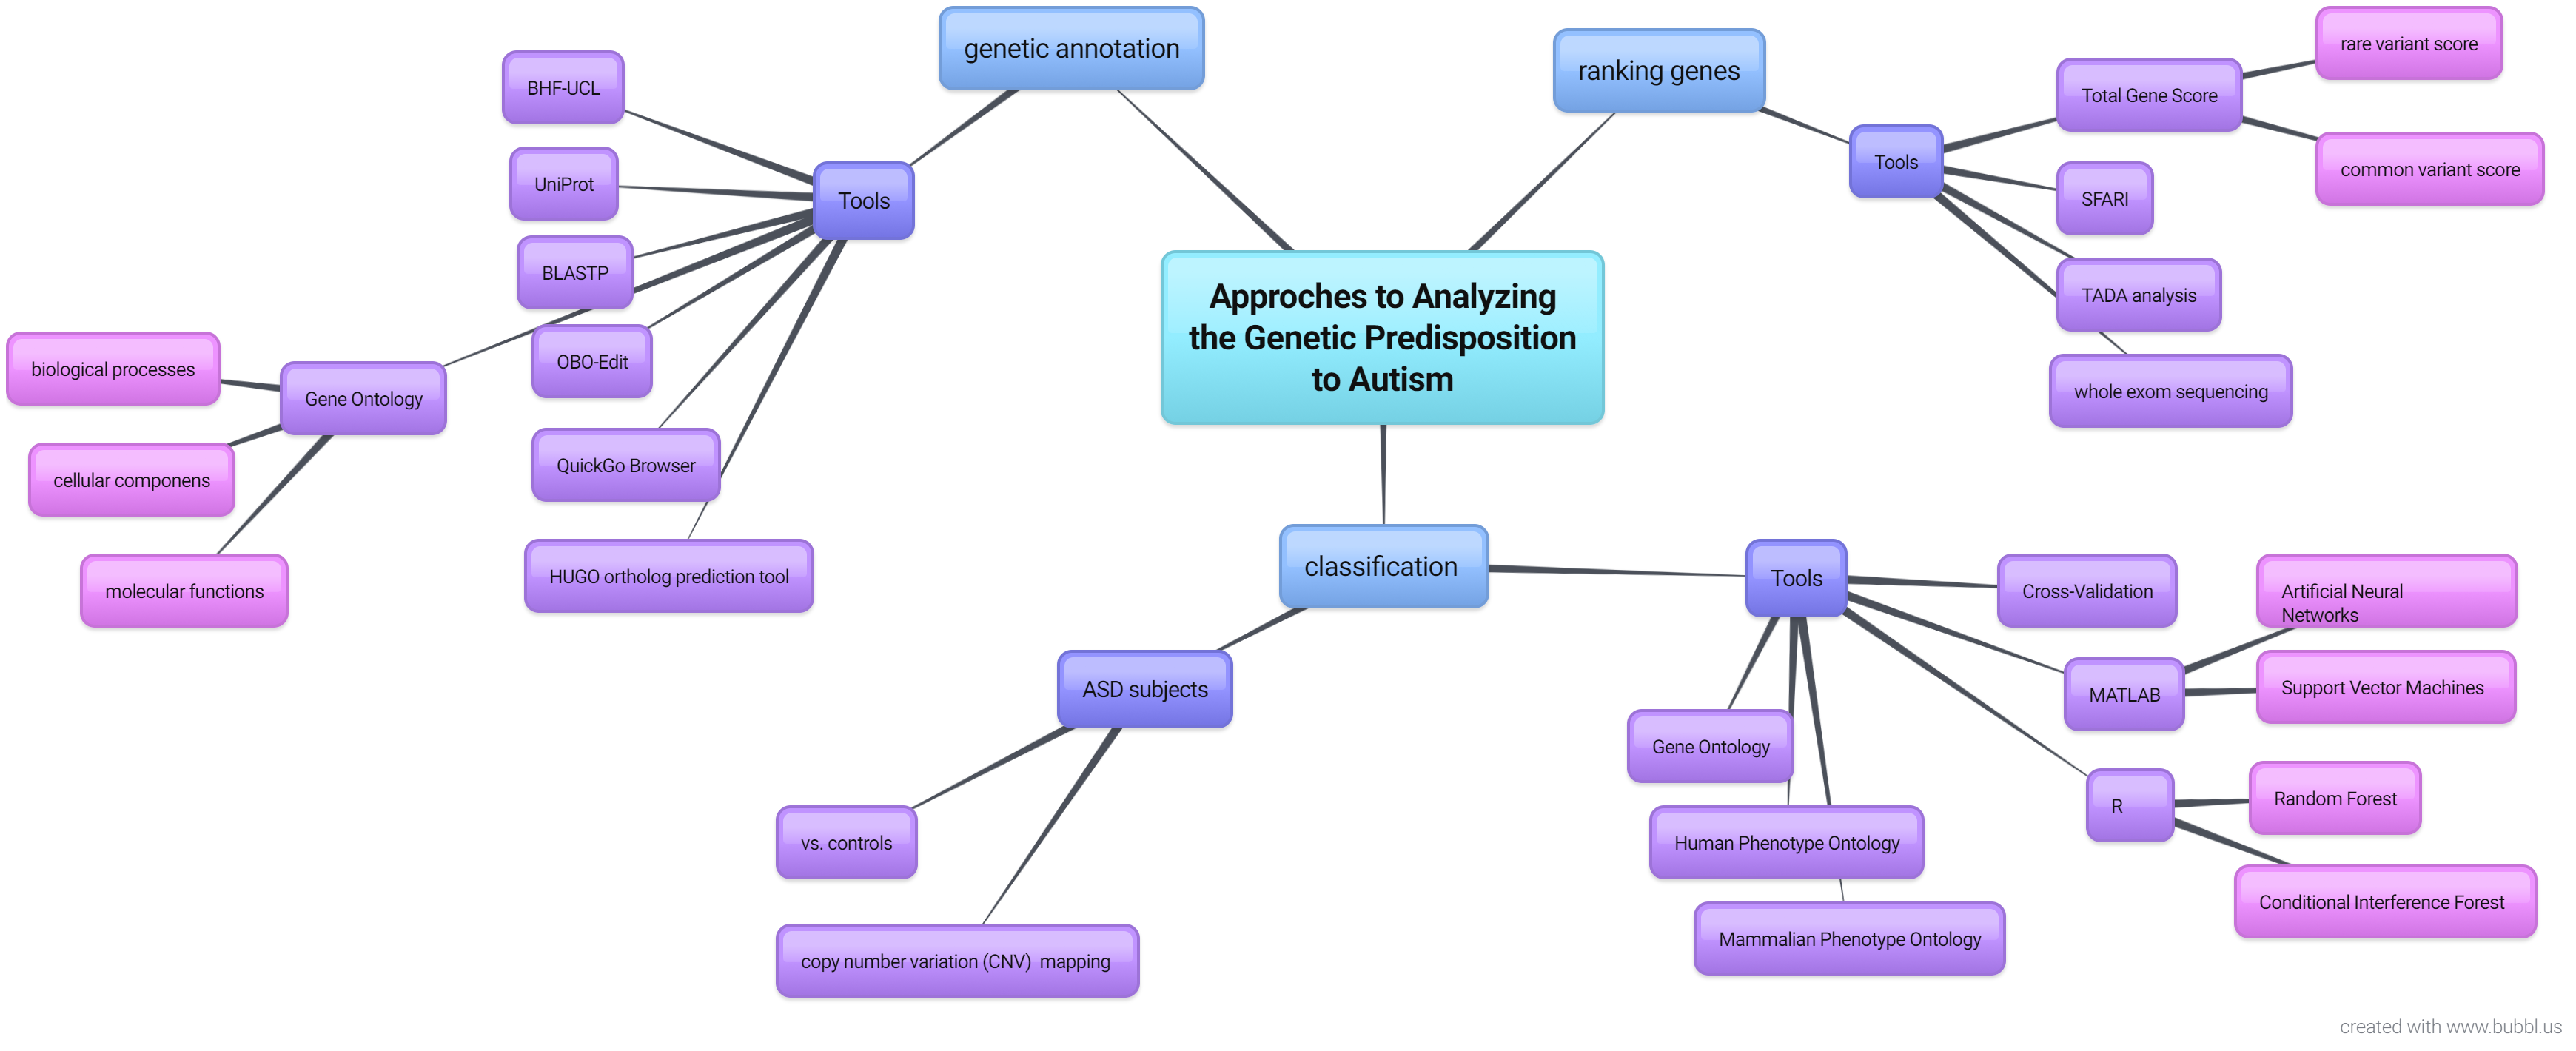 genetic annotation
ranking genes
rare variant score
BHF-UCL
Total Gene Score
UniProt
Tools
Tools
common variant score
SFARI
BLASTP
Approches to Analyzing
the Genetic Predisposition
to Autism
TADA analysis
OBO-Edit
biological processes
Gene Ontology
whole exom sequencing
QuickGo Browser
cellular componens
HUGO ortholog prediction tool
molecular functions
classification
Tools
Cross-Validation
Artificial Neural
Networks
ASD subjects
MATLAB
Support Vector Machines
Gene Ontology
R
Random Forest
vs. controls
Human Phenotype Ontology
Conditional Interference Forest
copy number variation (CNV)  mapping
Mammalian Phenotype Ontology
created with www.bubbl.us